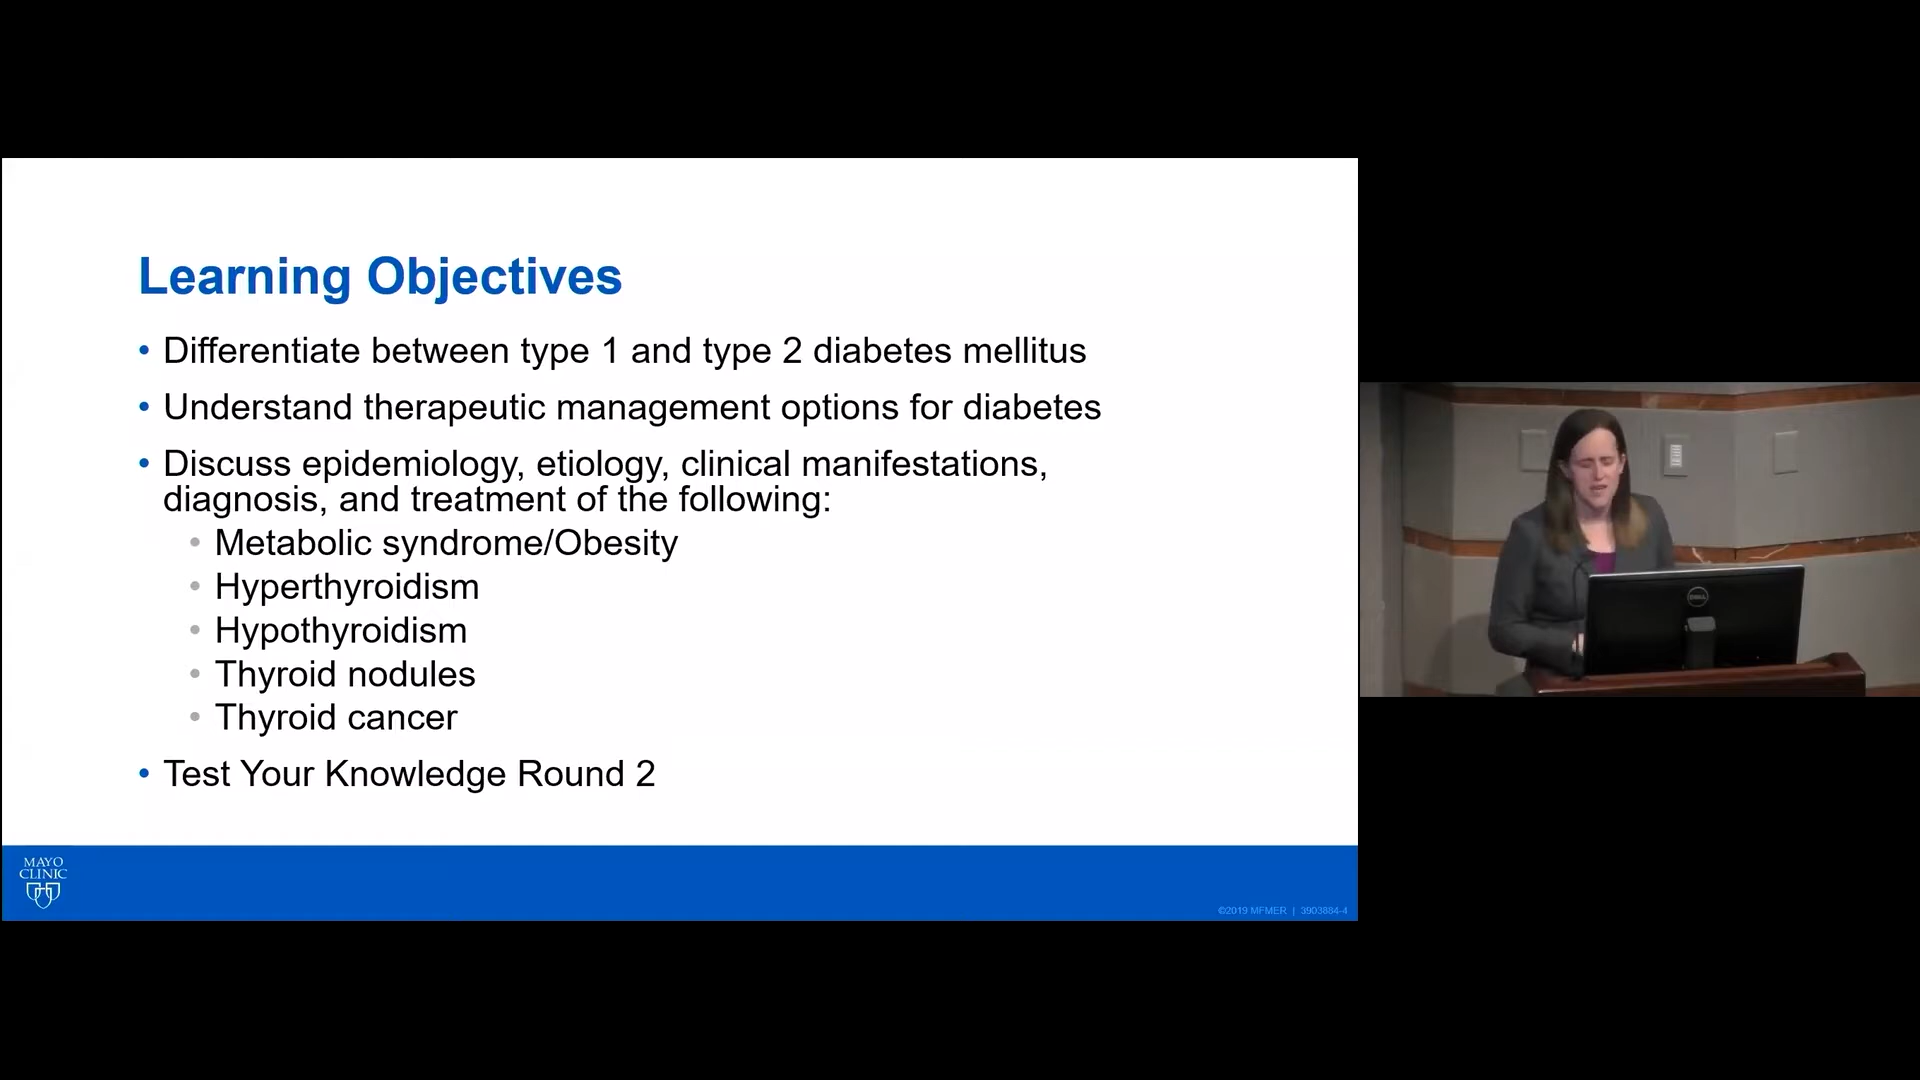 Learning Objectives
• Differentiate between type 1 and type 2 diabetes mellitus
• Understand therapeutic management options for diabetes
• Discuss epidemiology, etiology, clinical manifestations,
diagnosis, and treatment of the following:
• Metabolic syndrome/Obesity
• Hyperthyroidism
• Hypothyroidism
• Thyroid nodules
• Thyroid cancer
• Test Your Knowledge Round 2
MAYO
CLINIC
©2019 MFMER | 3903884-4
DELL